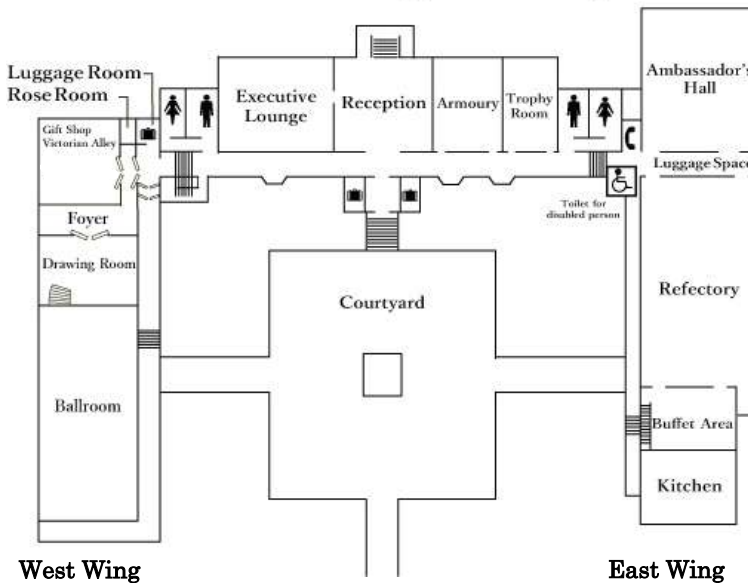 Luggage Room
Rose Room
Gift Shop
Victorian Alley
Executive
Lounge
Reception
Armoury
Trophy
Room
Ambassador's
Hall
Luggage Space
Toilet for
disabled person
Foyer
Drawing Room
Courtyard
Refectory
Ballroom
Buffet Area
Kitchen
West Wing
East Wing